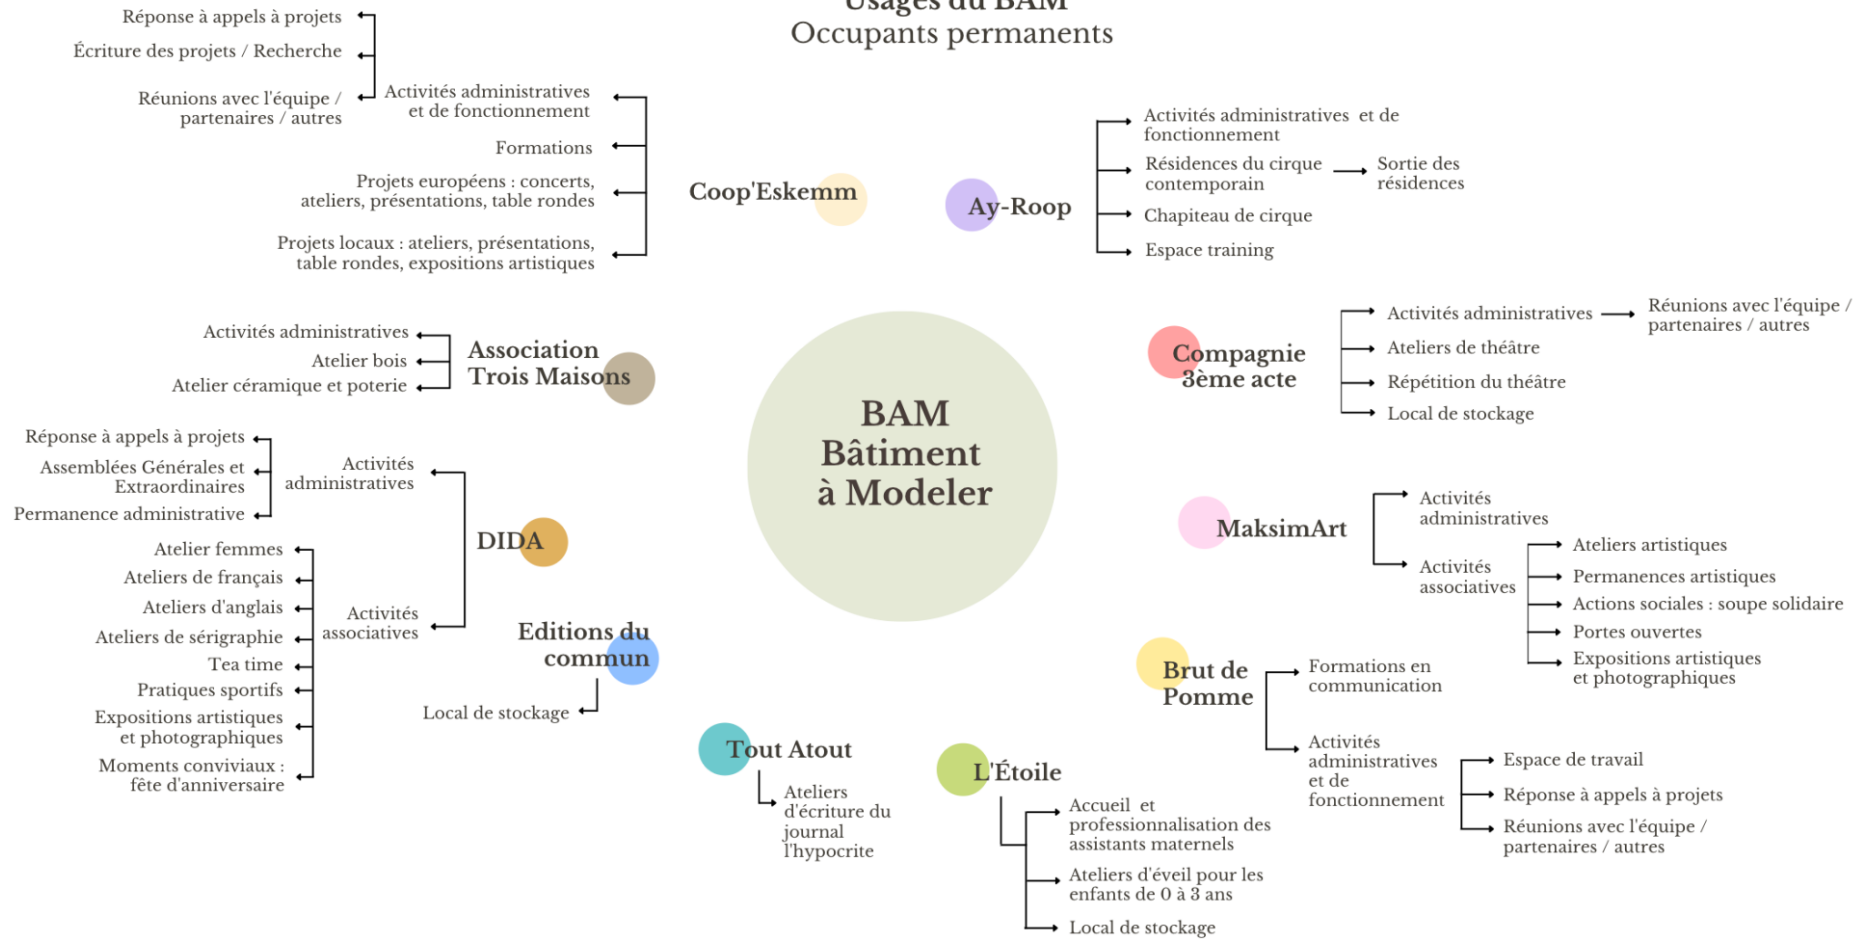 Usages du BAM
Occupants permanents
Réponse à appels à projets
Écriture des projets / Recherche
Réunions avec l'équipe /
partenaires / autres
Activités administratives
et de fonctionnement
Formations
Projets européens : concerts,
ateliers, présentations, table rondes
Projets locaux : ateliers, présentations,
table rondes, expositions artistiques
Coop'Eskemm
Ay-Roop
Activités administratives et de
fonctionnement
Résidences du cirque
contemporain
Sortie des
résidences
Chapiteau de cirque
Espace training
Activités administratives
Atelier bois
Atelier céramique et poterie
Association
Trois Maisons
Compagnie
3ème acte
Activités administratives
Réunions avec l'équipe /
partenaires / autres
Ateliers de théâtre
Répétition du théâtre
Local de stockage
BAM
Bâtiment
à Modeler
Réponse à appels à projets
Assemblées Générales et
Extraordinaires
Permanence administrative
Activités
administratives
DIDA
Atelier femmes
Ateliers de français
Ateliers d'anglais
Ateliers de sérigraphie
Tea time
Pratiques sportifs
Expositions artistiques
et photographiques
Moments conviviaux :
fête d'anniversaire
Activités
associatives
MaksimArt
Activités
administratives
Activités
associatives
Ateliers artistiques
Permanences artistiques
Actions sociales : soupe solidaire
Portes ouvertes
Expositions artistiques
et photographiques
Editions du
commun
Local de stockage
Brut de
Pomme
Formations en
communication
Activités
administratives
et de
fonctionnement
Espace de travail
Réponse à appels à projets
Réunions avec l'équipe /
partenaires / autres
Tout Atout
Ateliers
d'écriture du
journal
l'hypocrite
L'Étoile
Accueil et
professionnalisation des
assistants maternels
Ateliers d'éveil pour les
enfants de 0 à 3 ans
Local de stockage